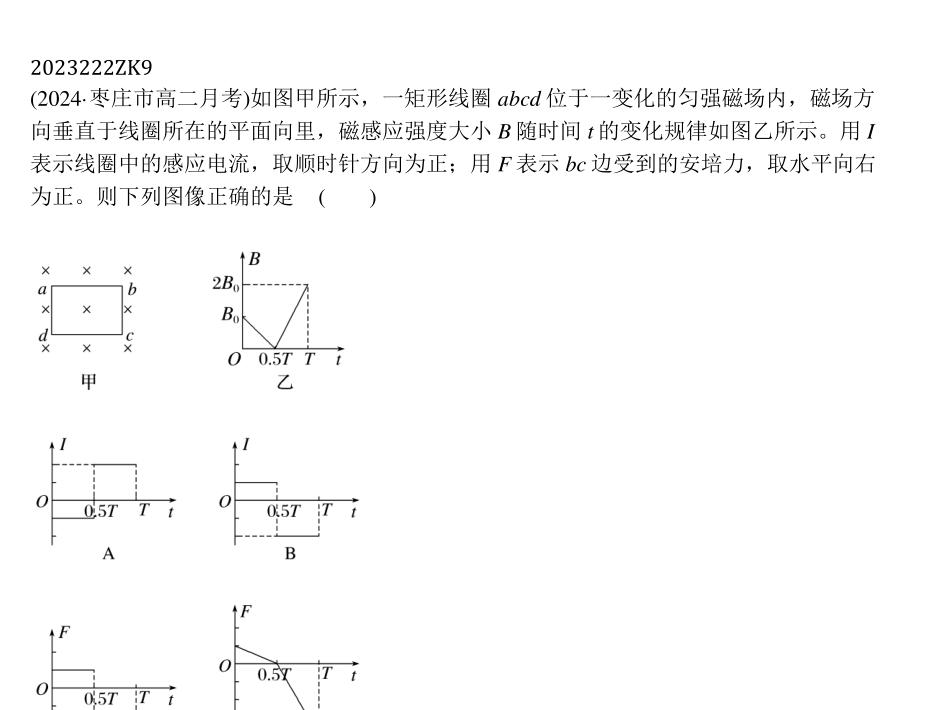 2023222ZK9
(2024·枣庄市高二月考)如图甲所示，一矩形线圈 abcd 位于一变化的匀强磁场内，磁场方
向垂直于线圈所在的平面向里，磁感应强度大小 B 随时间 t 的变化规律如图乙所示。用 I
表示线圈中的感应电流，取顺时针方向为正；用 F 表示 bc 边受到的安培力，取水平向右
为正。则下列图像正确的是 (　　)
× × ×
a b
× × ×
d c
× × ×
甲
B
2B₀
B₀
O 0.5T T t
乙
I
O 0.5T T t
A
I
O 0.5T T t
B
F
O 0.5T T t
F
O 0.5T T t